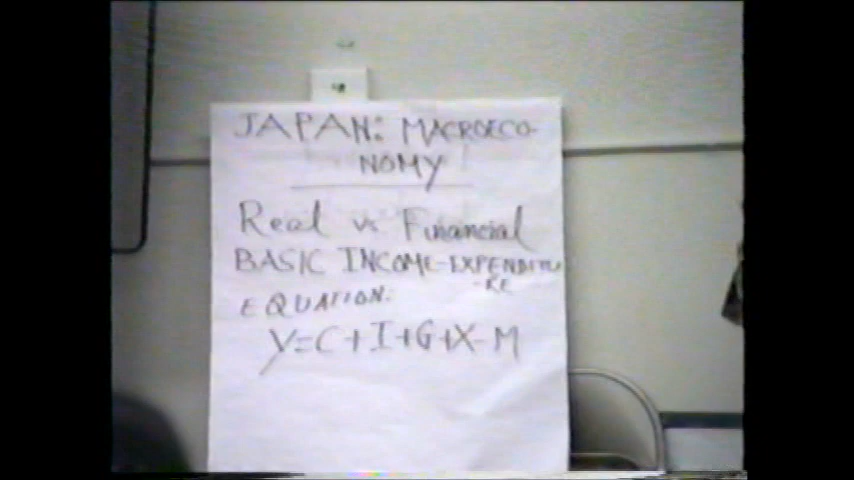 JAPAN: MACROECO-
NOMY
Real vs Financial
BASIC INCOME-EXPENDITU
-RE
EQUATION:
Y=C+I+G+X-M